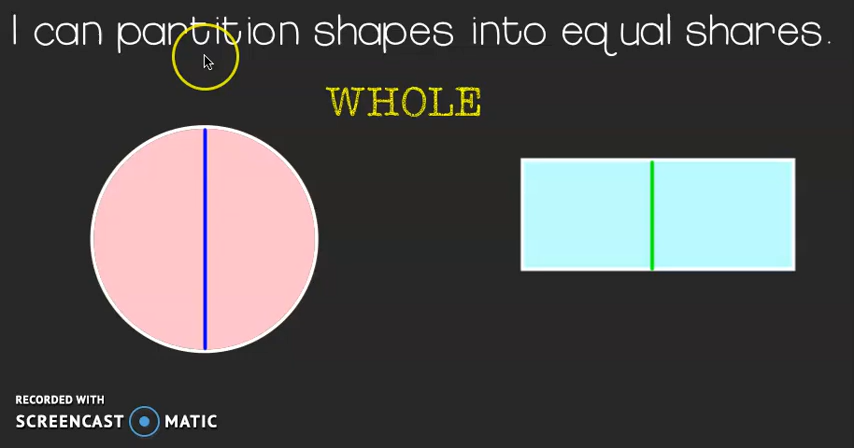 I can partition shapes into equal shares.
WHOLE
RECORDED WITH
SCREENCAST MATIC